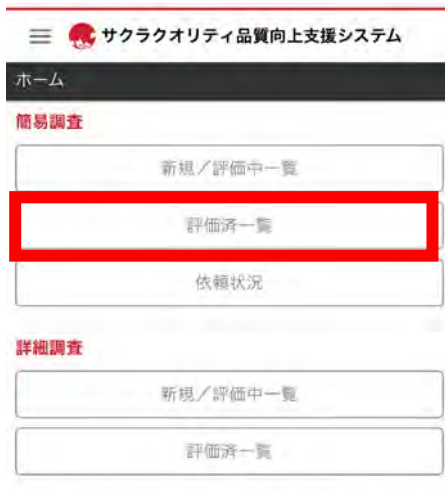 サクラクオリティ品質向上支援システム
ホーム
簡易調査
新規／評価中一覧
評価済一覧
依頼状況
詳細調査
新規／評価中一覧
評価済一覧